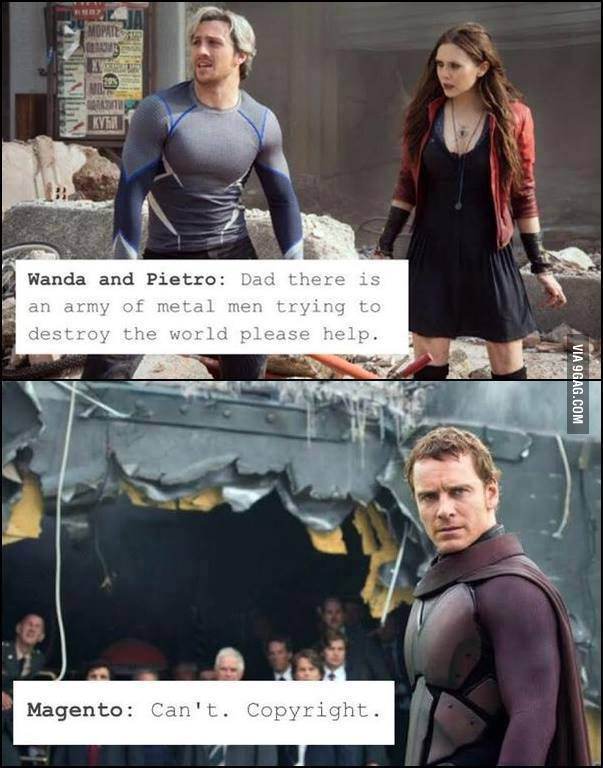 КУЋИ
Wanda and Pietro: Dad there is
an army of metal men trying to
destroy the world please help.
VIA 9GAG.COM
Magento: Can't. Copyright.